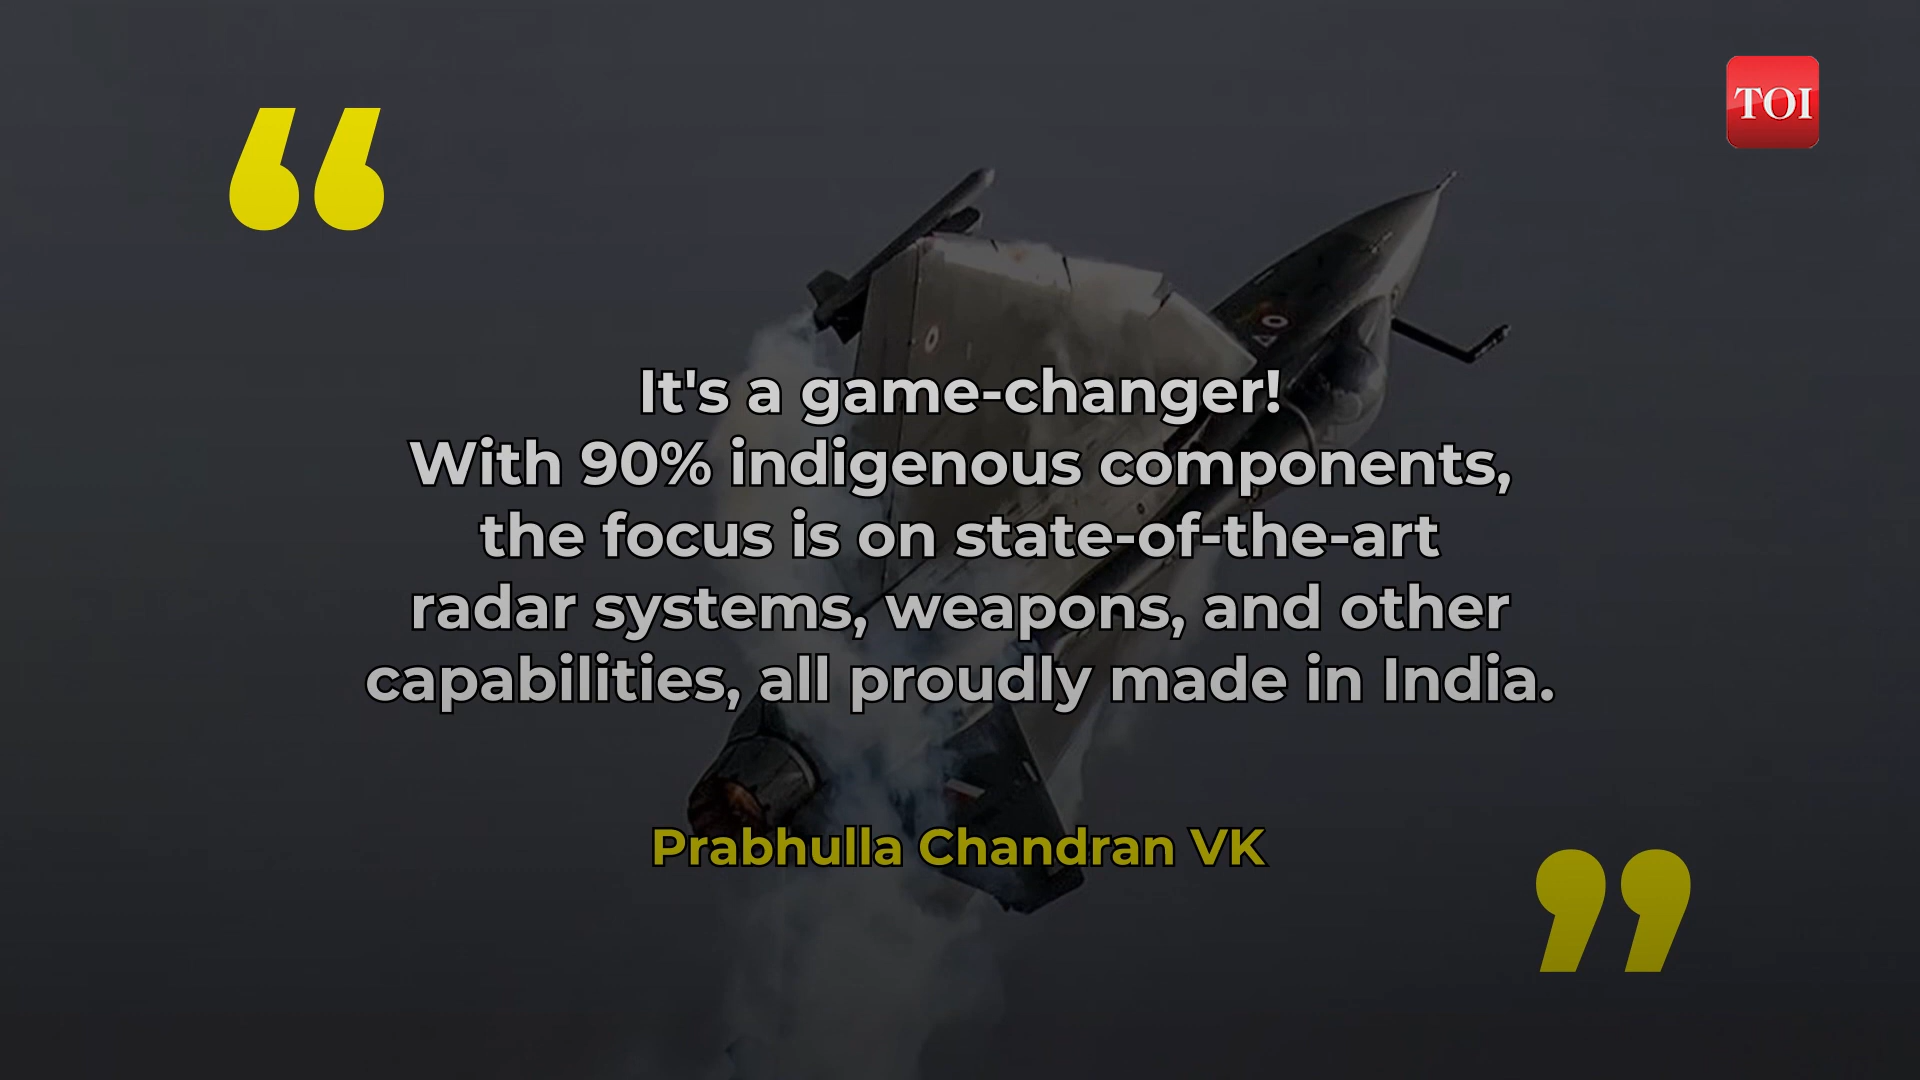 TOI
“
It's a game-changer!
With 90% indigenous components,
the focus is on state-of-the-art
radar systems, weapons, and other
capabilities, all proudly made in India.
Prabhulla Chandran VK
”